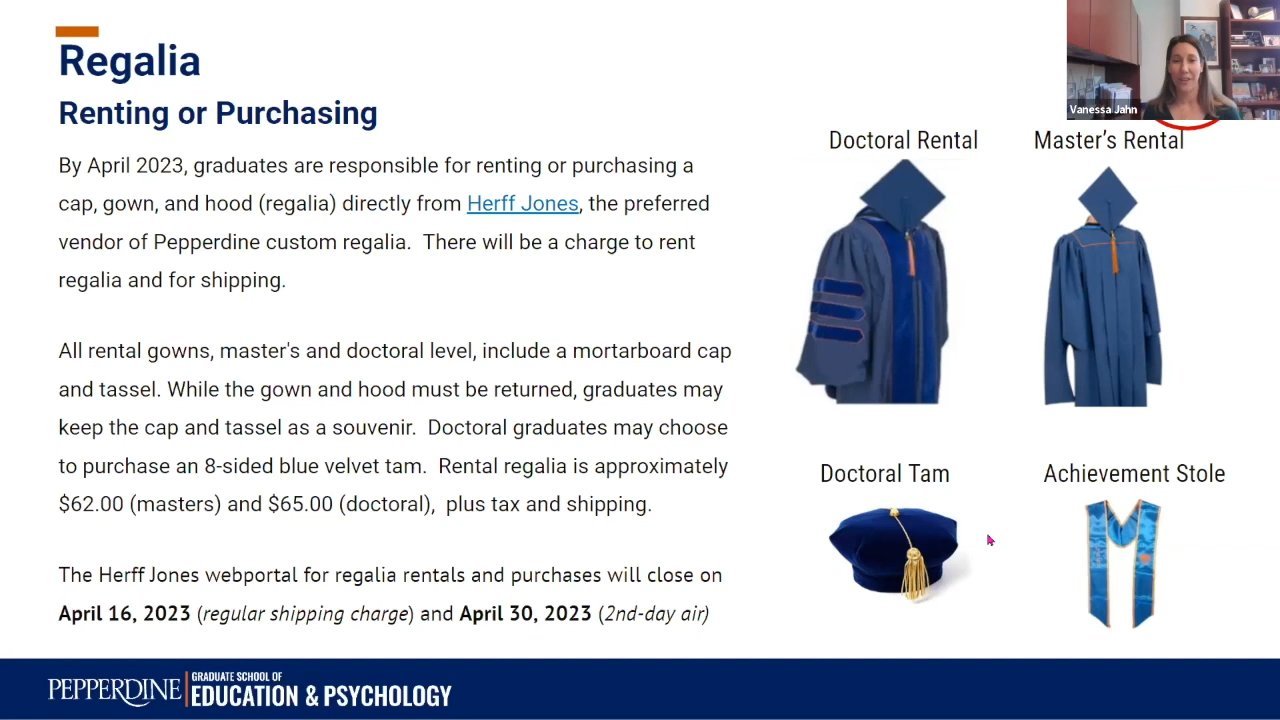 Regalia
Renting or Purchasing
By April 2023, graduates are responsible for renting or purchasing a
cap, gown, and hood (regalia) directly from Herff Jones, the preferred
vendor of Pepperdine custom regalia.  There will be a charge to rent
regalia and for shipping.
All rental gowns, master's and doctoral level, include a mortarboard cap
and tassel. While the gown and hood must be returned, graduates may
keep the cap and tassel as a souvenir.  Doctoral graduates may choose
to purchase an 8-sided blue velvet tam.  Rental regalia is approximately
$62.00 (masters) and $65.00 (doctoral),  plus tax and shipping.
The Herff Jones webportal for regalia rentals and purchases will close on
April 16, 2023 (regular shipping charge) and April 30, 2023 (2nd-day air)
Vanessa Jahn
Doctoral Rental
Master’s Rental
Doctoral Tam
Achievement Stole
PEPPERDINE
GRADUATE SCHOOL OF
EDUCATION & PSYCHOLOGY